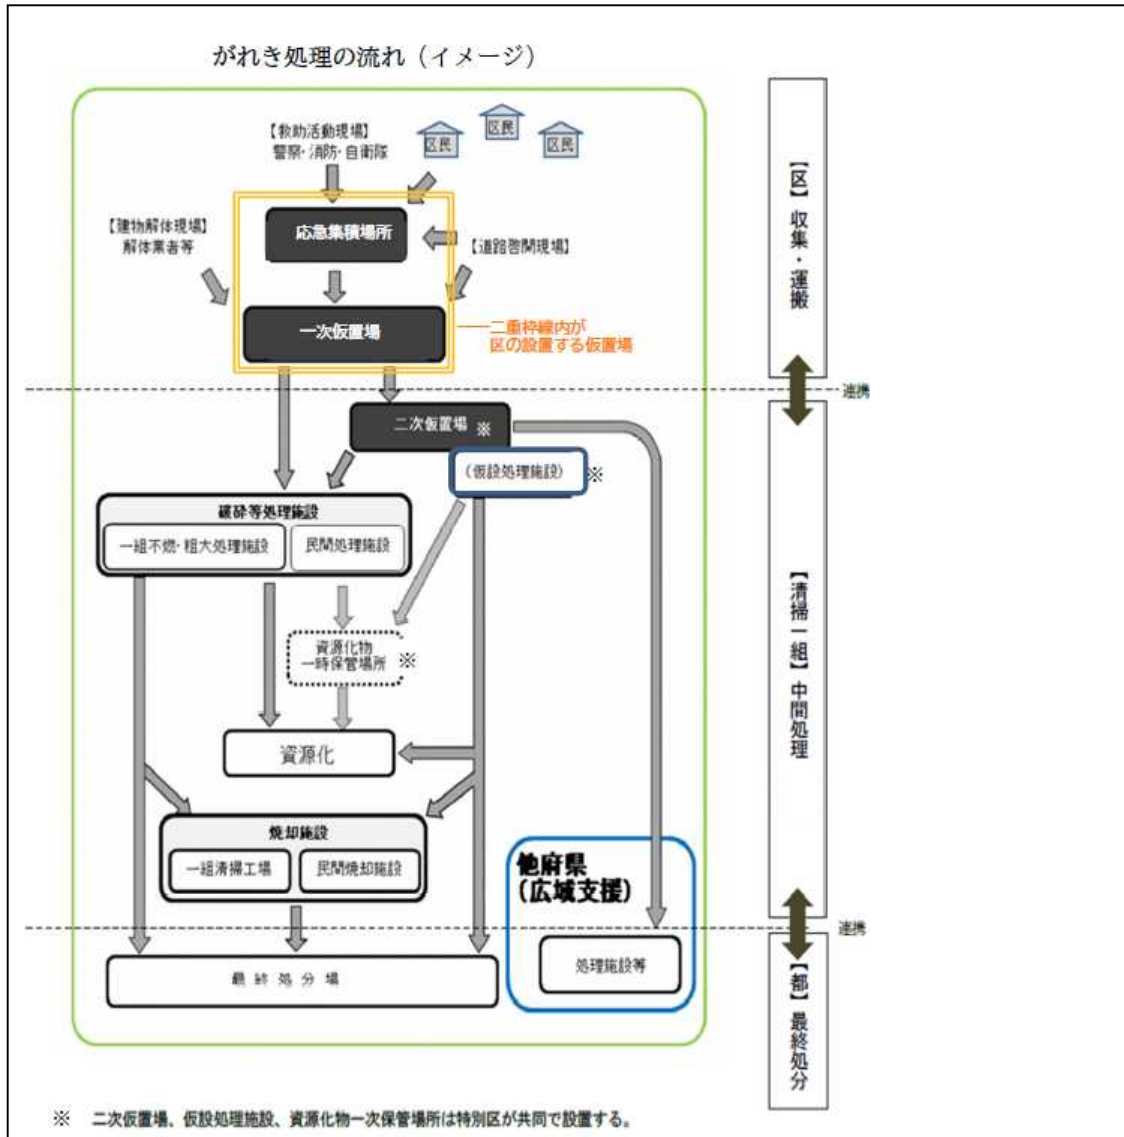 がれき処理の流れ（イメージ）
【救助活動現場】
警察・消防・自衛隊
区民
区民
区民
【建物解体現場】
解体業者等
応急集積場所
【道路啓開現場】
一次仮置場
二重枠線内が
区の設置する仮置場
【区】収集・運搬
連携
二次仮置場 ※
（仮設処理施設） ※
破砕等処理施設
一組不燃・粗大処理施設
民間処理施設
資源化物
一時保管場所 ※
資源化
【清掃一組】中間処理
焼却施設
一組清掃工場
民間焼却施設
他府県
（広域支援）
連携
処理施設等
最終処分場
【都】最終処分
※ 二次仮置場、仮設処理施設、資源化物一次保管場所は特別区が共同で設置する。